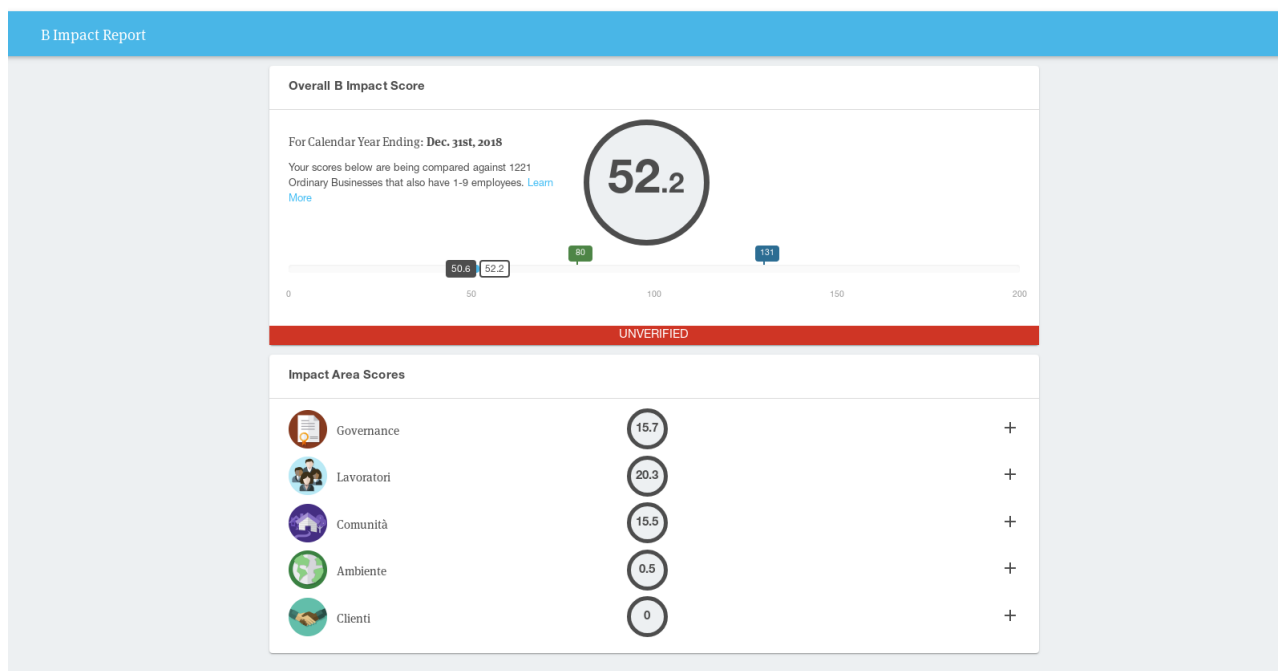 B Impact Report
Overall B Impact Score
For Calendar Year Ending: Dec. 31st, 2018
Your scores below are being compared against 1221
Ordinary Businesses that also have 1-9 employees. Learn
More
52.2
80
131
50.6
52.2
0
50
100
150
200
UNVERIFIED
Impact Area Scores
Governance
15.7
+
Lavoratori
20.3
+
Comunità
15.5
+
Ambiente
0.5
+
Clienti
0
+